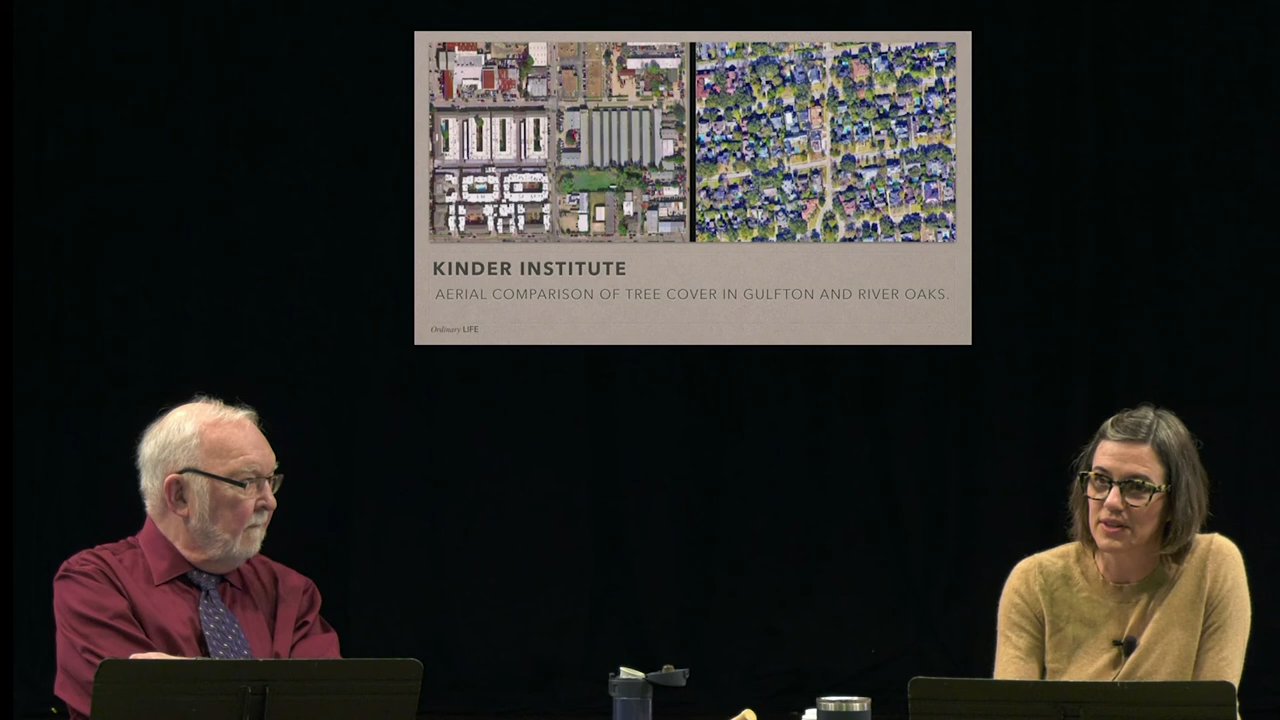 KINDER INSTITUTE
AERIAL COMPARISON OF TREE COVER IN GULFTON AND RIVER OAKS.
Ordinary LIFE